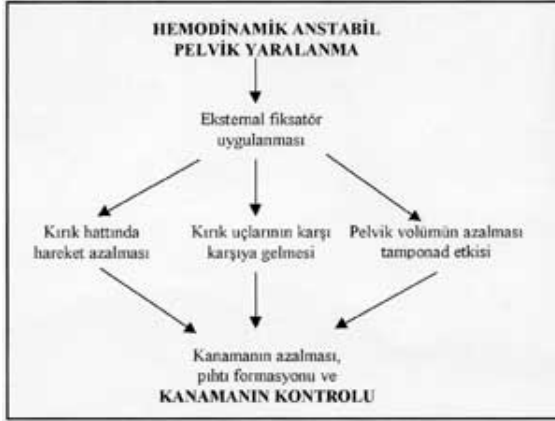 HEMODİNAMİK ANSTABİL
PELVİK YARALANMA
Eksternal fiksatör
uygulanması
Kırık hattında
hareket azalması
Kırık uçlarının karşı
karşıya gelmesi
Pelvik volümün azalması
tamponad etkisi
Kanamanın azalması,
pıhtı formasyonu ve
KANAMANIN KONTROLU